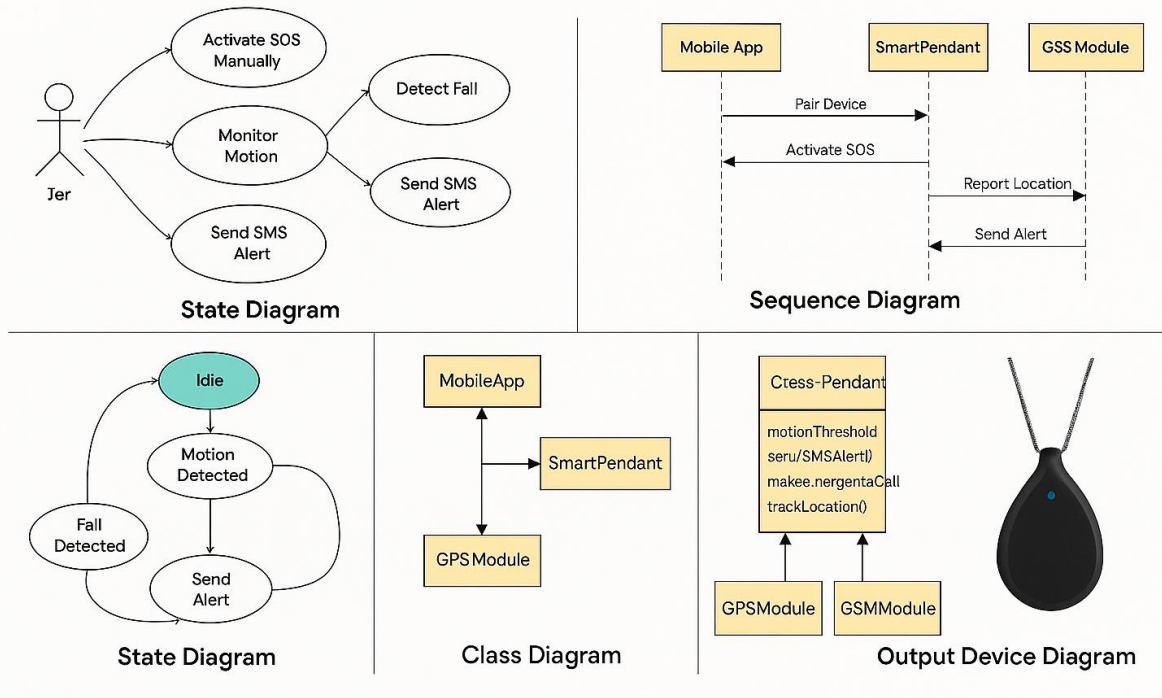 Activate SOS
Manually
Detect Fall
Monitor
Motion
Send SMS
Alert
Jer
Send SMS
Alert
State Diagram
Mobile App
SmartPendant
GSS Module
Pair Device
Activate SOS
Report Location
Send Alert
Sequence Diagram
Idie
Motion
Detected
Fall
Detected
Send
Alert
State Diagram
MobileApp
SmartPendant
GPS Module
Class Diagram
Ctess-Pendant
motionThreshold
seru/SMSAlertl)
makee.nergentaCall
trackLocation()
GPSModule
GSMModule
Output Device Diagram